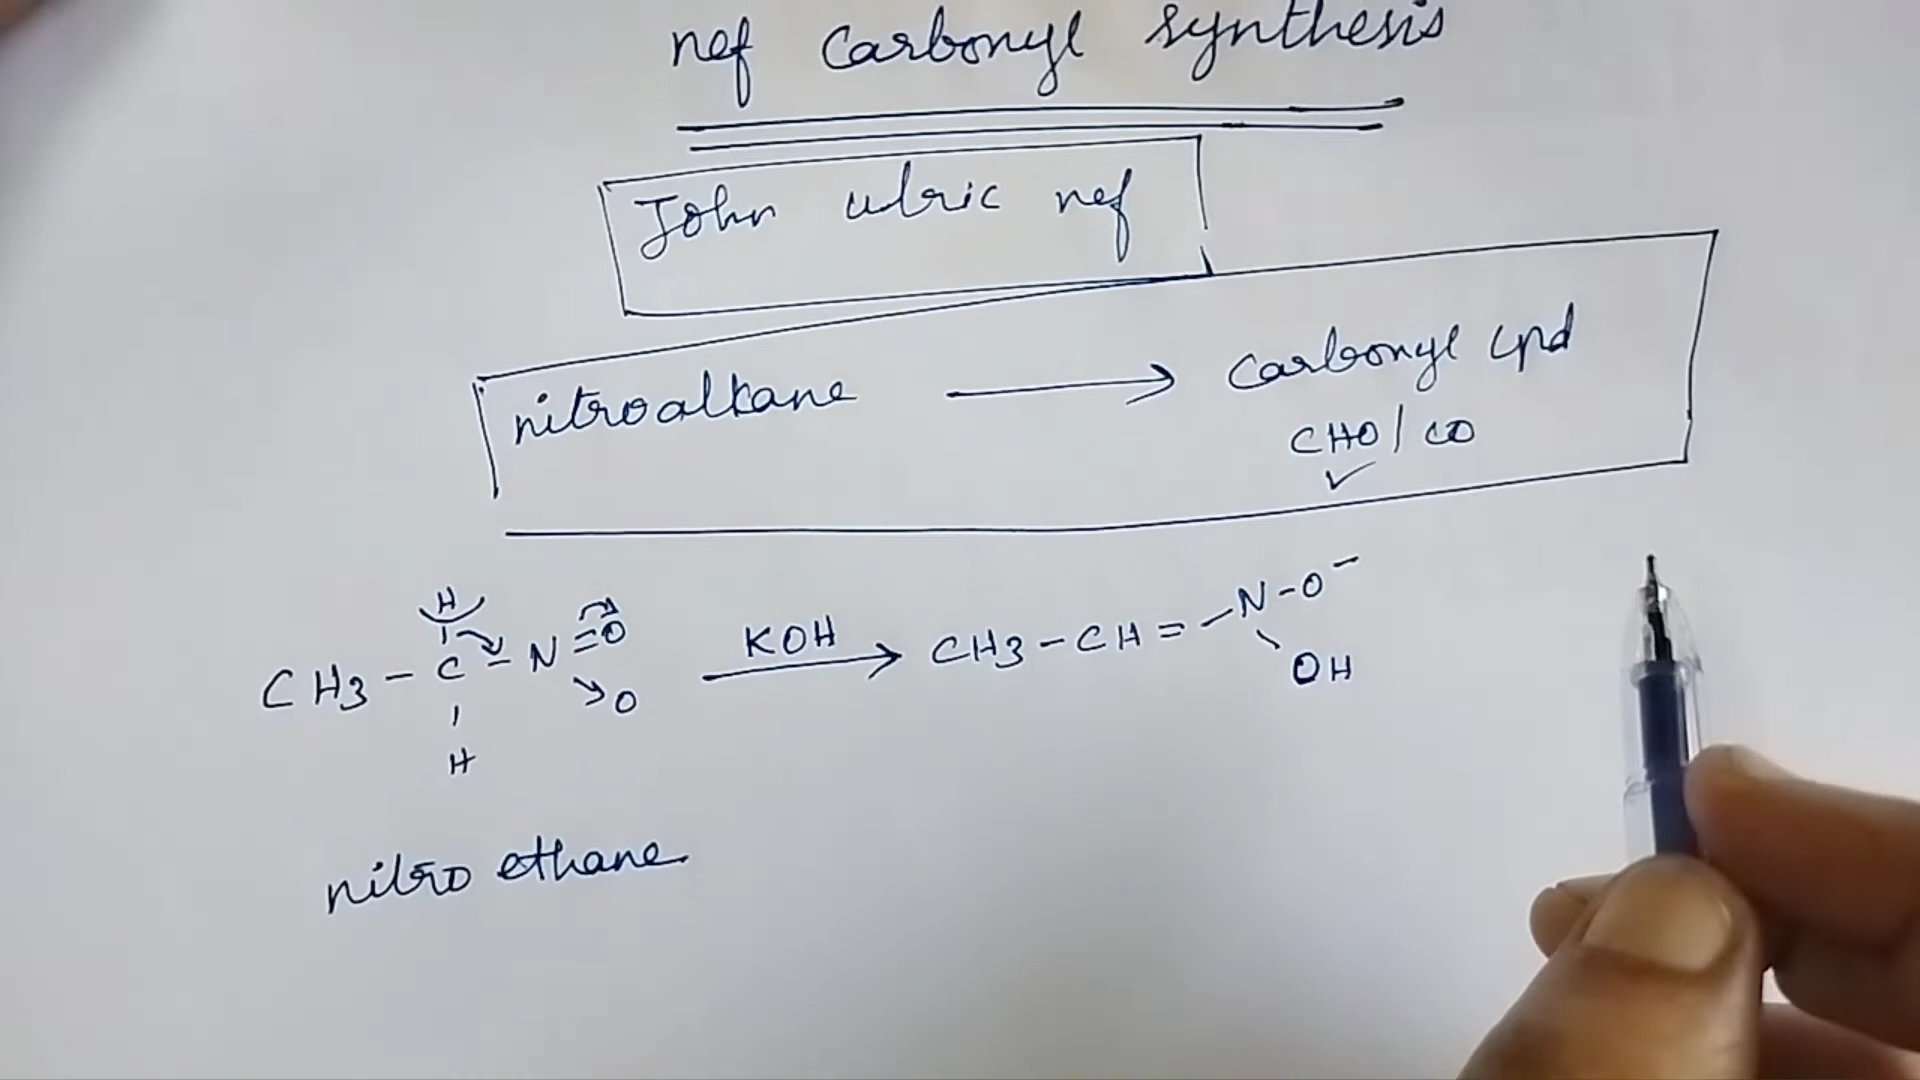 nef carbonyl synthesis
John ulric nef
nitroalkane → carbonyl cpd
CHO / CO
H
CH3 - C - N = O → O
H
KOH →
CH3 - CH = N - O⁻
OH
nitro ethane